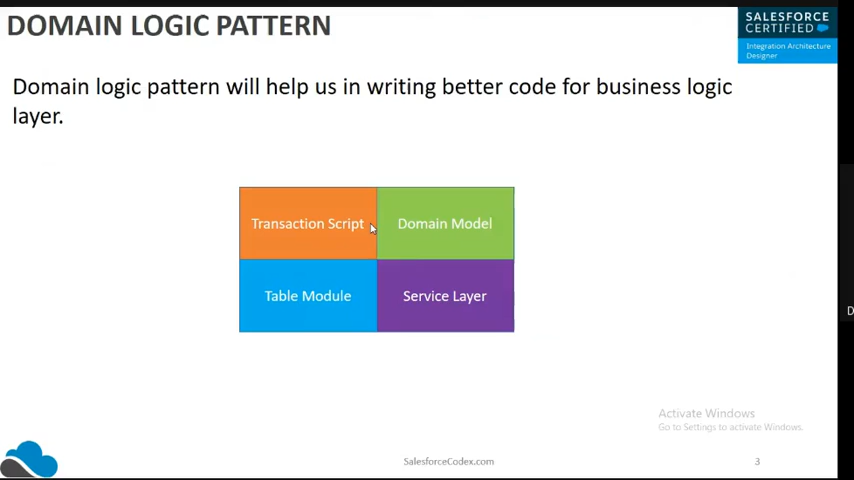 DOMAIN LOGIC PATTERN
SALESFORCE
CERTIFIED
Integration Architecture
Designer
Domain logic pattern will help us in writing better code for business logic
layer.
Transaction Script
Domain Model
Table Module
Service Layer
D
Activate Windows
Go to Settings to activate Windows.
SalesforceCodex.com
3